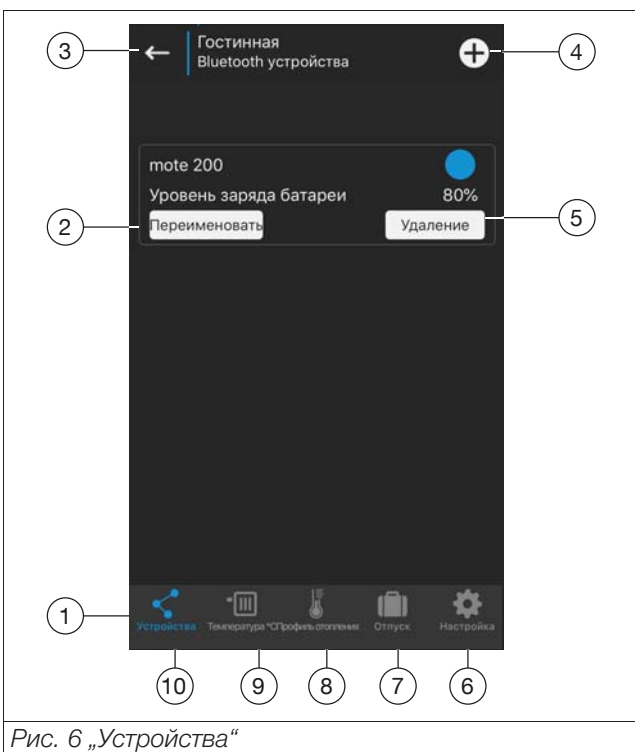 3
Гостинная
Bluetooth устройства
4
mote 200
Уровень заряда батареи 80%
2
Переименовать
Удаление
5
1
Устройства Температура °C Профиль отопления Отпуск Настройка
10 9 8 7 6
Рис. 6 „Устройства“